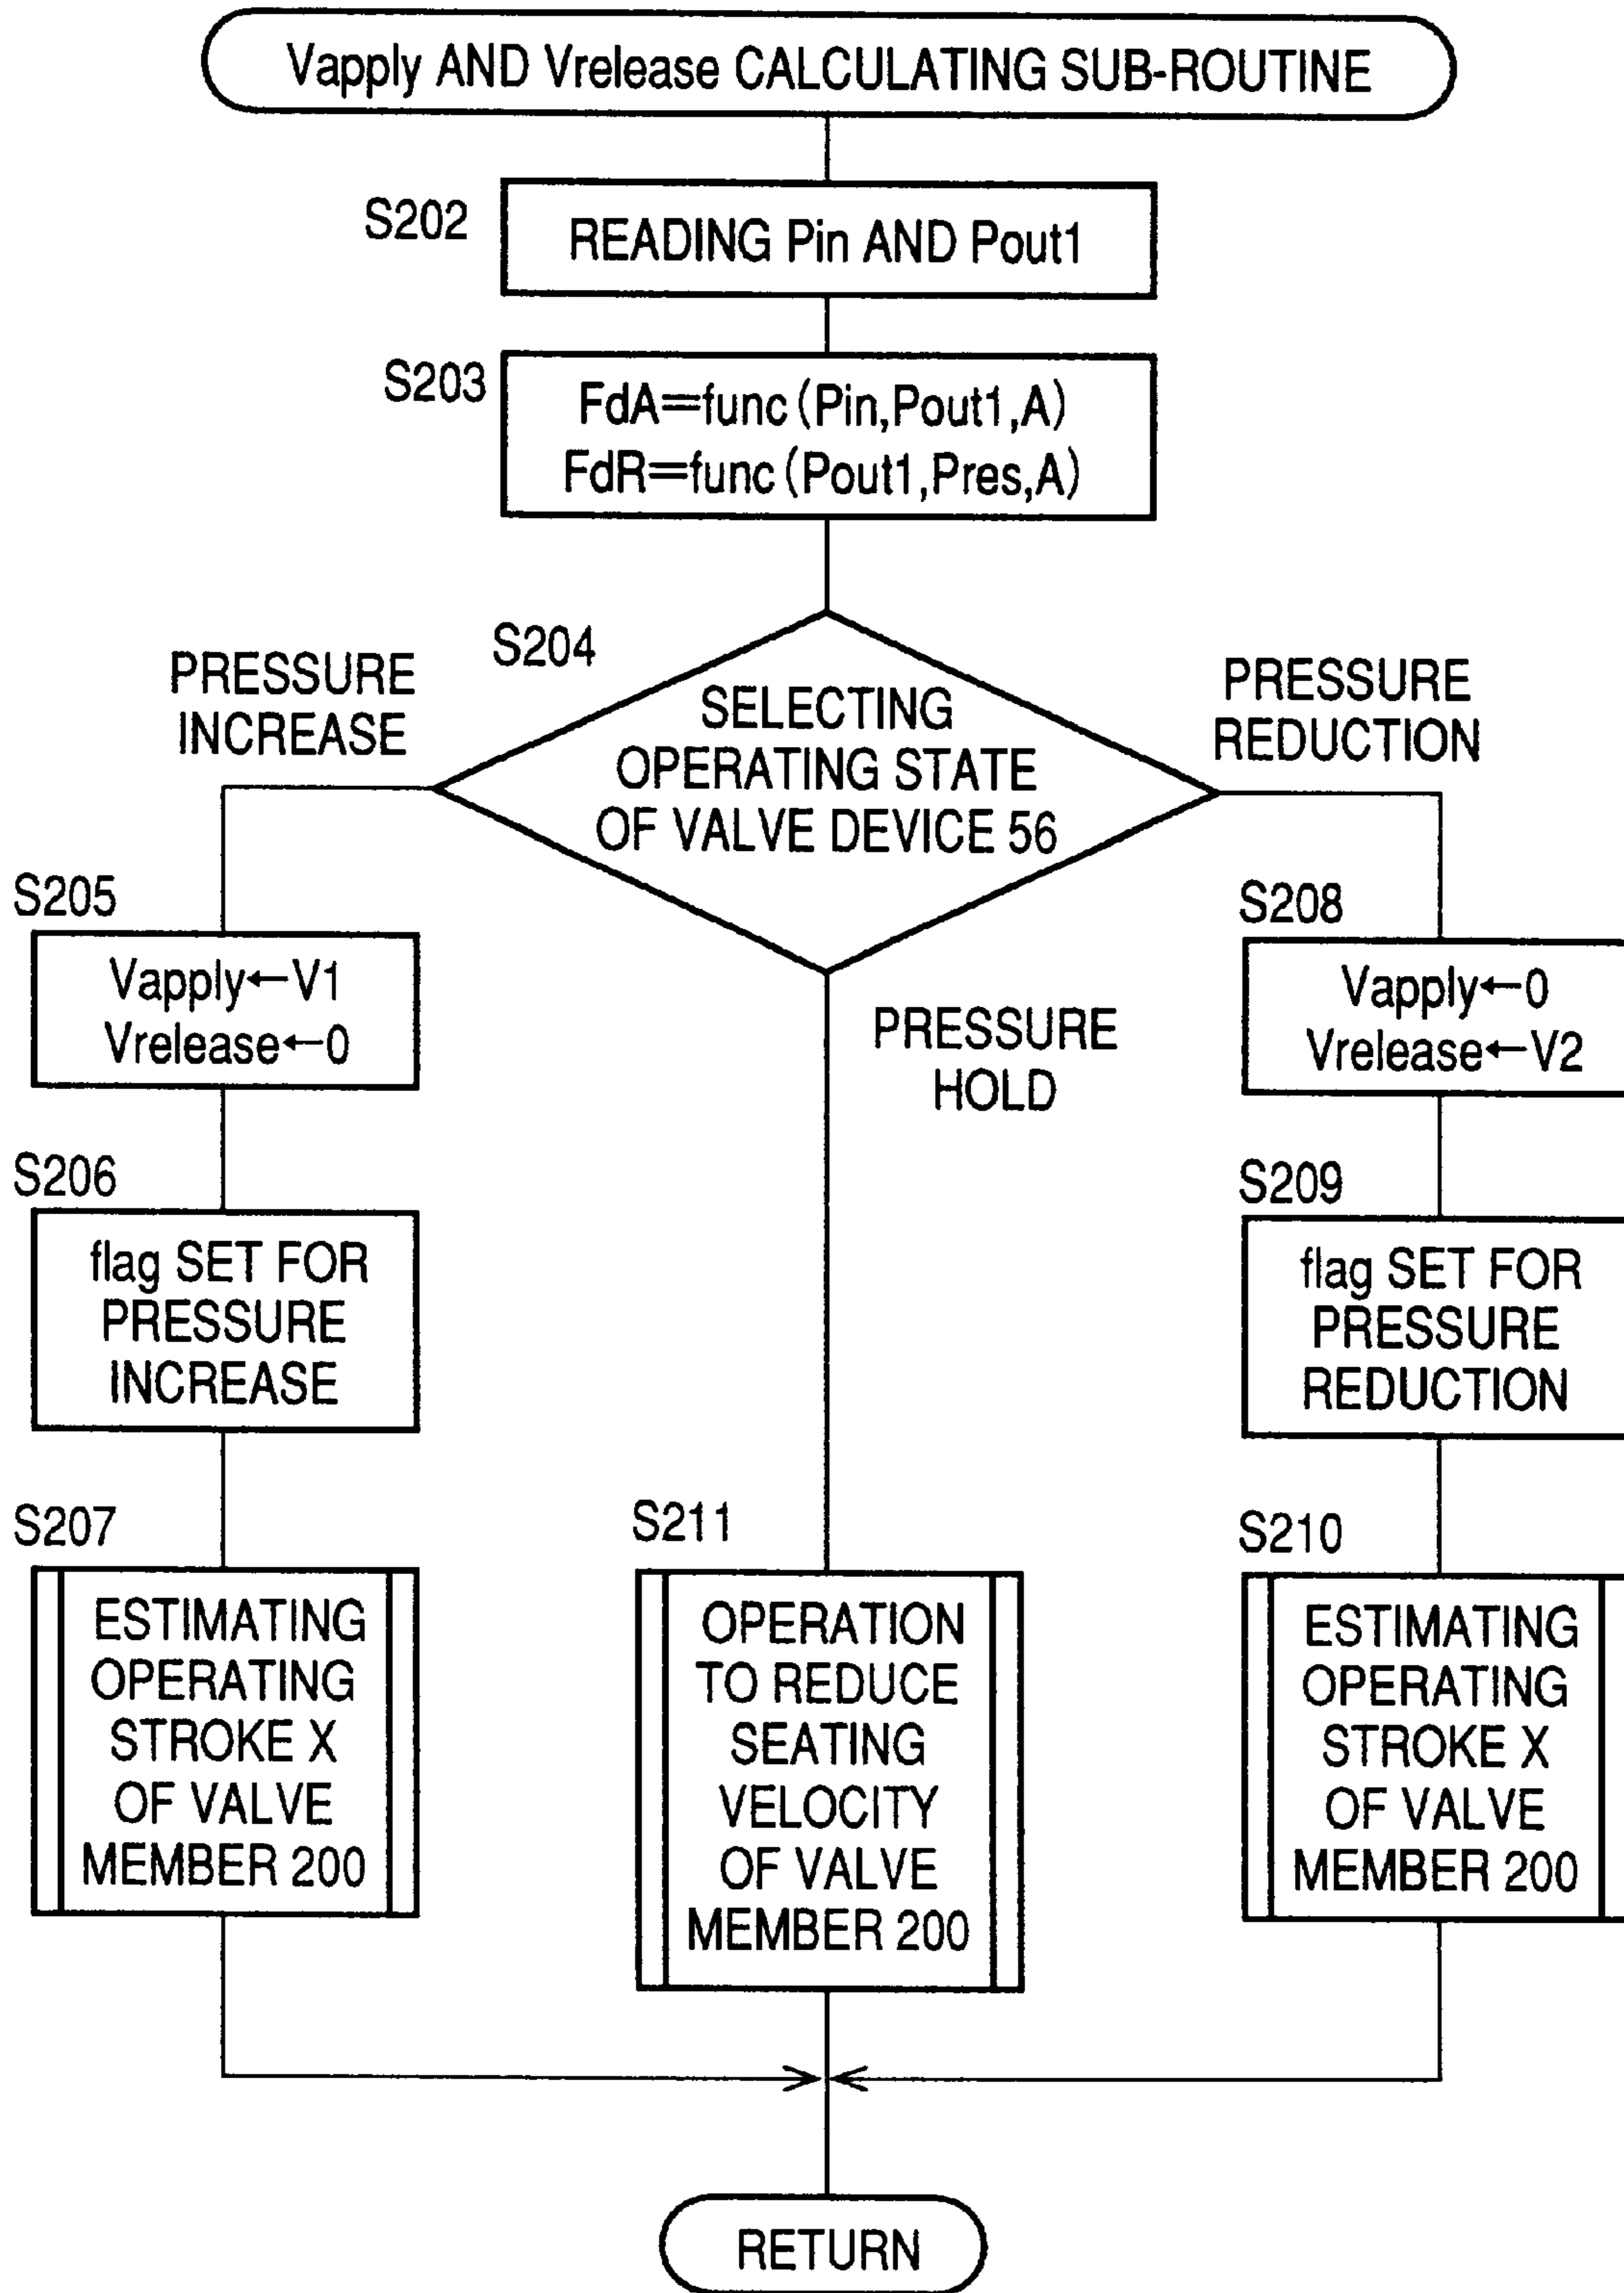 Vapply AND Vrelease CALCULATING SUB-ROUTINE
S202
READING Pin AND Pout1
S203
FdA=func(Pin,Pout1,A)
FdR=func(Pout1,Pres,A)
S204
SELECTING
OPERATING STATE
OF VALVE DEVICE 56
PRESSURE
INCREASE
PRESSURE
REDUCTION
PRESSURE
HOLD
S205
Vapply←V1
Vrelease←0
S206
flag SET FOR
PRESSURE
INCREASE
S207
ESTIMATING
OPERATING
STROKE X
OF VALVE
MEMBER 200
S211
OPERATION
TO REDUCE
SEATING
VELOCITY
OF VALVE
MEMBER 200
S208
Vapply←0
Vrelease←V2
S209
flag SET FOR
PRESSURE
REDUCTION
S210
ESTIMATING
OPERATING
STROKE X
OF VALVE
MEMBER 200
RETURN